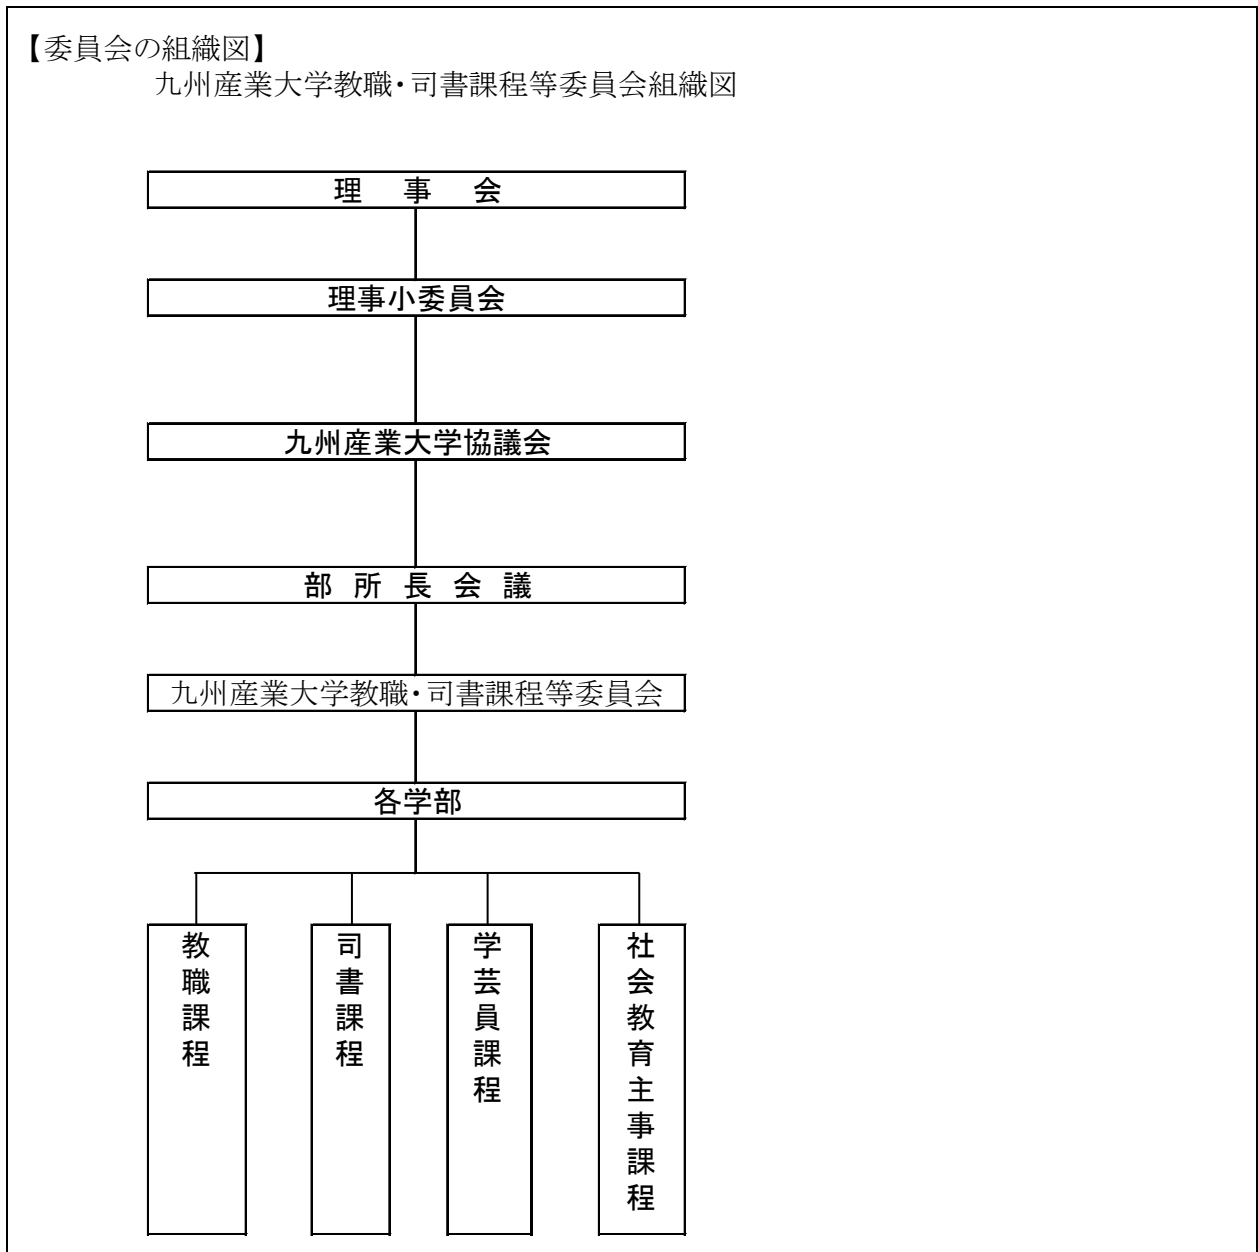 【委員会の組織図】
九州産業大学教職・司書課程等委員会組織図
理　事　会
理事小委員会
九州産業大学協議会
部 所 長 会 議
九州産業大学教職・司書課程等委員会
各学部
教職課程
司書課程
学芸員課程
社会教育主事課程